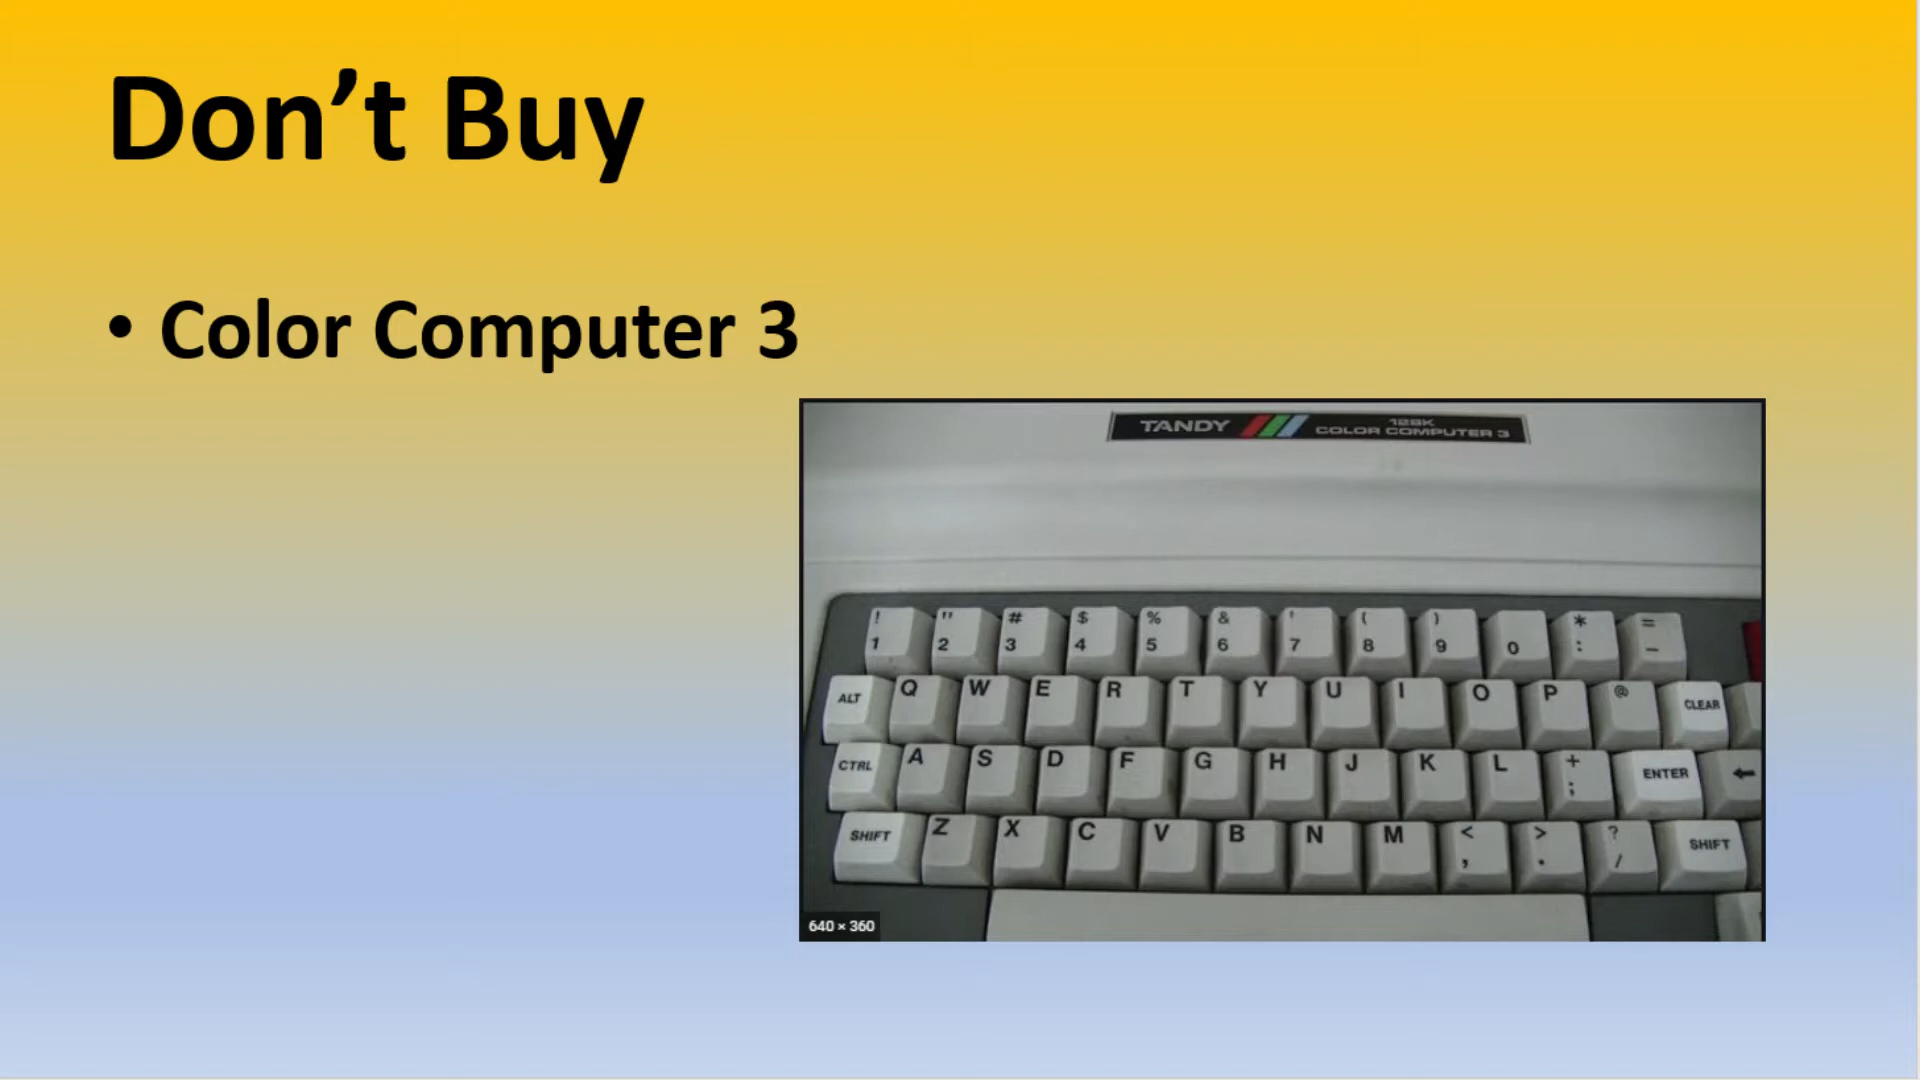 Don’t Buy
• Color Computer 3
TANDY 128K
COLOR COMPUTER 3
! " # $ % & ' ( ) * =
1 2 3 4 5 6 7 8 9 0 : –
ALT Q W E R T Y U I O P @ CLEAR
CTRL A S D F G H J K L + ; ENTER ←
SHIFT Z X C V B N M < , > . ? / SHIFT
640 × 360